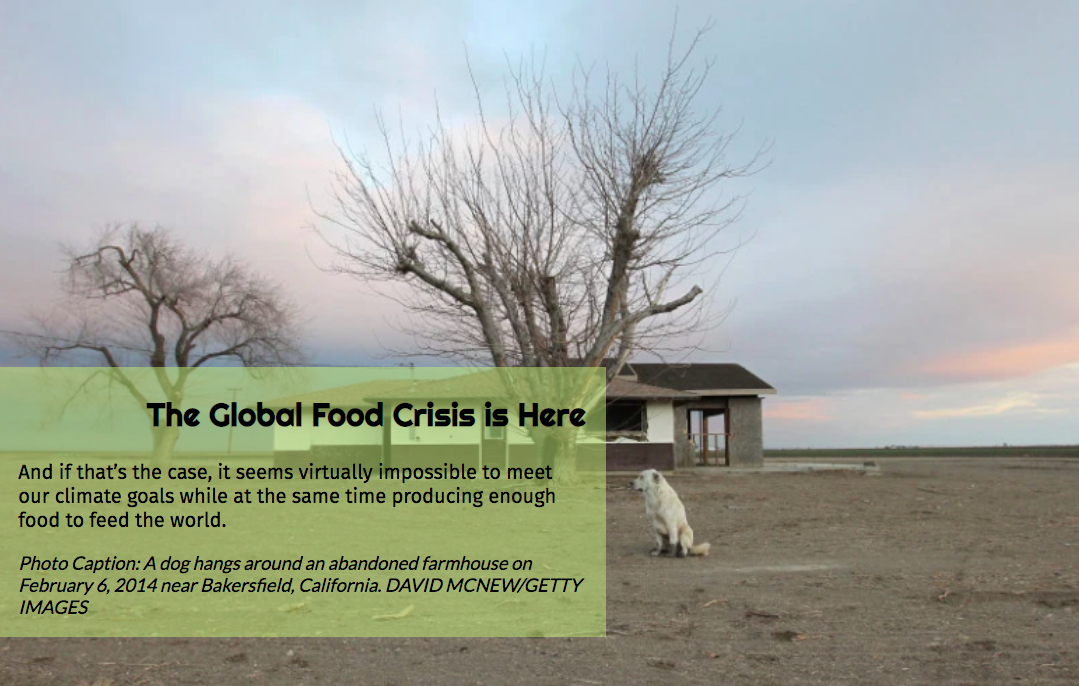 The Global Food Crisis is Here
And if that's the case, it seems virtually impossible to meet
our climate goals while at the same time producing enough
food to feed the world.
Photo Caption: A dog hangs around an abandoned farmhouse on
February 6, 2014 near Bakersfield, California. DAVID MCNEW/GETTY
IMAGES